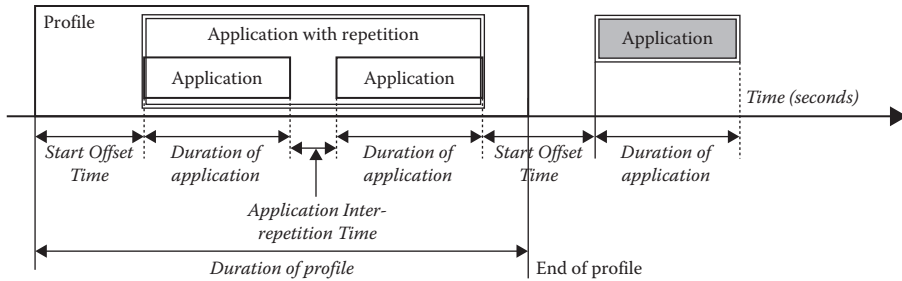 Profile
Application with repetition
Application
Application
Application
Time (seconds)
Start Offset
Time
Duration of
application
Duration of
application
Start Offset
Time
Duration of
application
Application Inter-
repetition Time
Duration of profile
End of profile